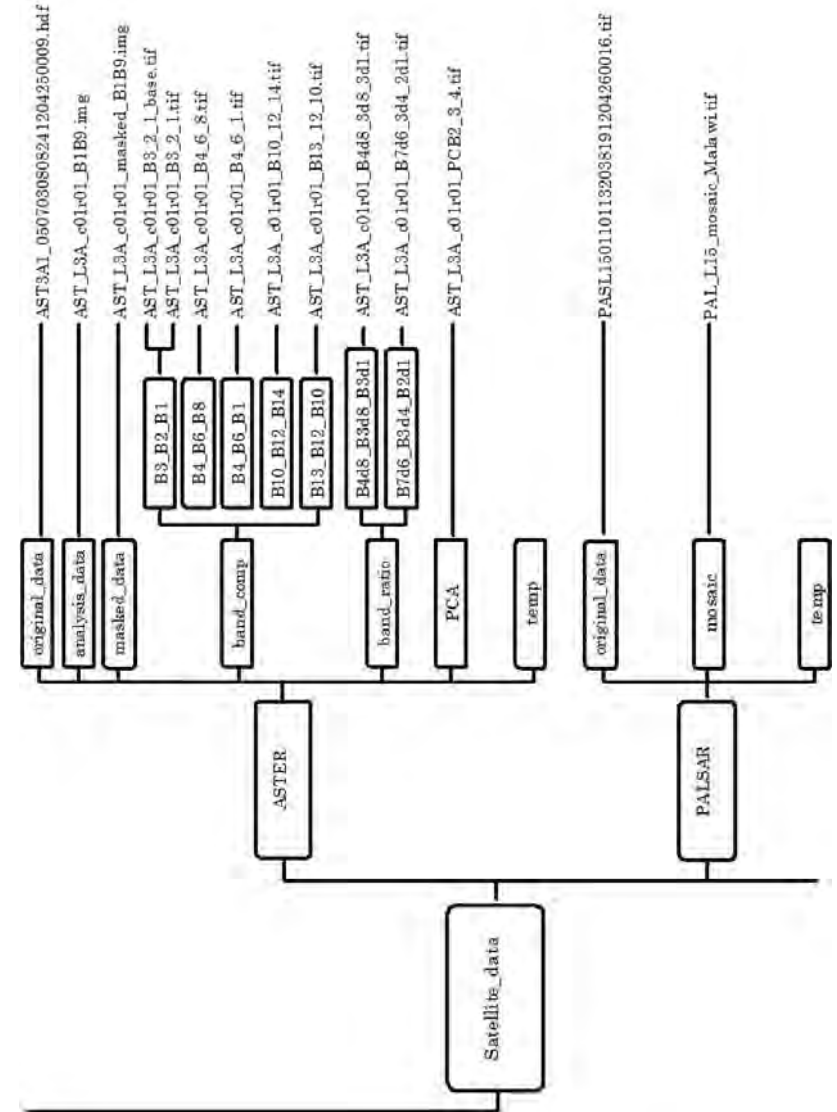 Satellite_data
ASTER
original_data
AST3A1_0507030808241204250009.hdf
analysis_data
AST_L3A_c01r01_B1B9.img
masked_data
AST_L3A_c01r01_masked_B1B9.img
band_comp
B3_B2_B1
AST_L3A_c01r01_B3_2_1_base.tif
AST_L3A_c01r01_B3_2_1.tif
B4_B6_B8
AST_L3A_c01r01_B4_6_8.tif
B4_B6_B1
AST_L3A_c01r01_B4_6_1.tif
B10_B12_B14
AST_L3A_c01r01_B10_12_14.tif
B13_B12_B10
AST_L3A_c01r01_B13_12_10.tif
band_ratio
B4d8_B3d8_B3d1
AST_L3A_c01r01_B4d8_3d8_3d1.tif
B7d6_B3d4_B2d1
AST_L3A_c01r01_B7d6_3d4_2d1.tif
PCA
AST_L3A_c01r01_PCB2_3_4.tif
temp
PALSAR
original_data
PASL1501101132038191204260016.tif
mosaic
PAL_L15_mosaic_Malawi.tif
temp